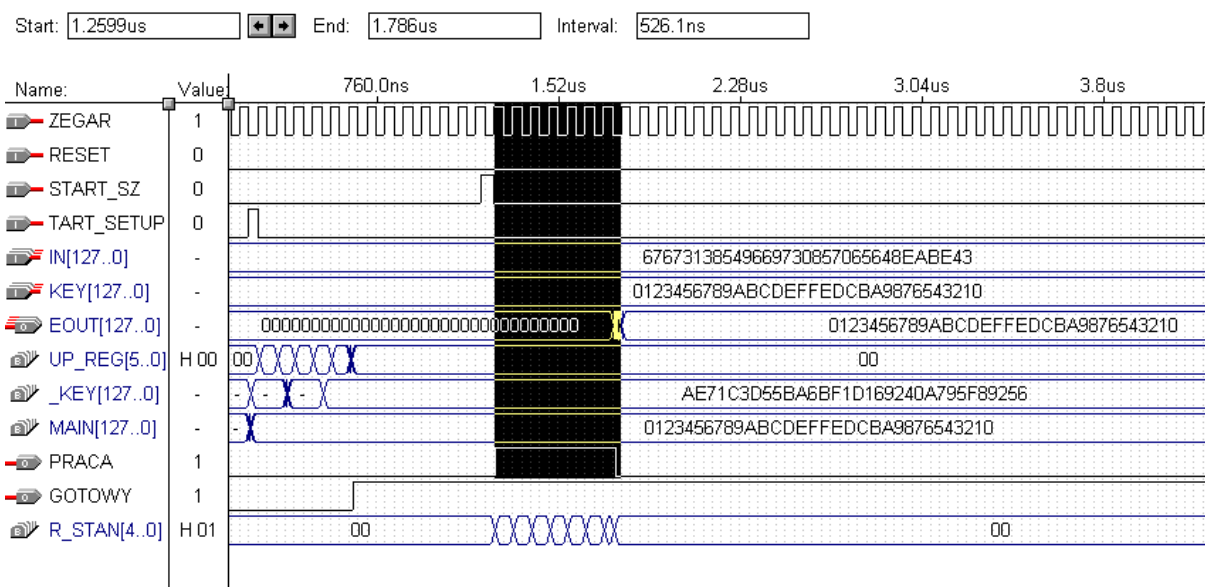 Start: 1.2599us End: 1.786us Interval: 526.1ns
Name: Value: 760.0ns 1.52us 2.28us 3.04us 3.8us
ZEGAR 1
RESET 0
START_SZ 0
TART_SETUP 0
IN[127..0] - 67673138549669730857065648EABE43
KEY[127..0] - 0123456789ABCDEFFEDCBA9876543210
EOUT[127..0] - 00000000000000000000000000000000 0123456789ABCDEFFEDCBA9876543210
UP_REG[5..0] H 00 00 00
_KEY[127..0] - - - - AE71C3D55BA6BF1D169240A795F89256
MAIN[127..0] - - 0123456789ABCDEFFEDCBA9876543210
PRACA 1
GOTOWY 1
R_STAN[4..0] H 01 00 00